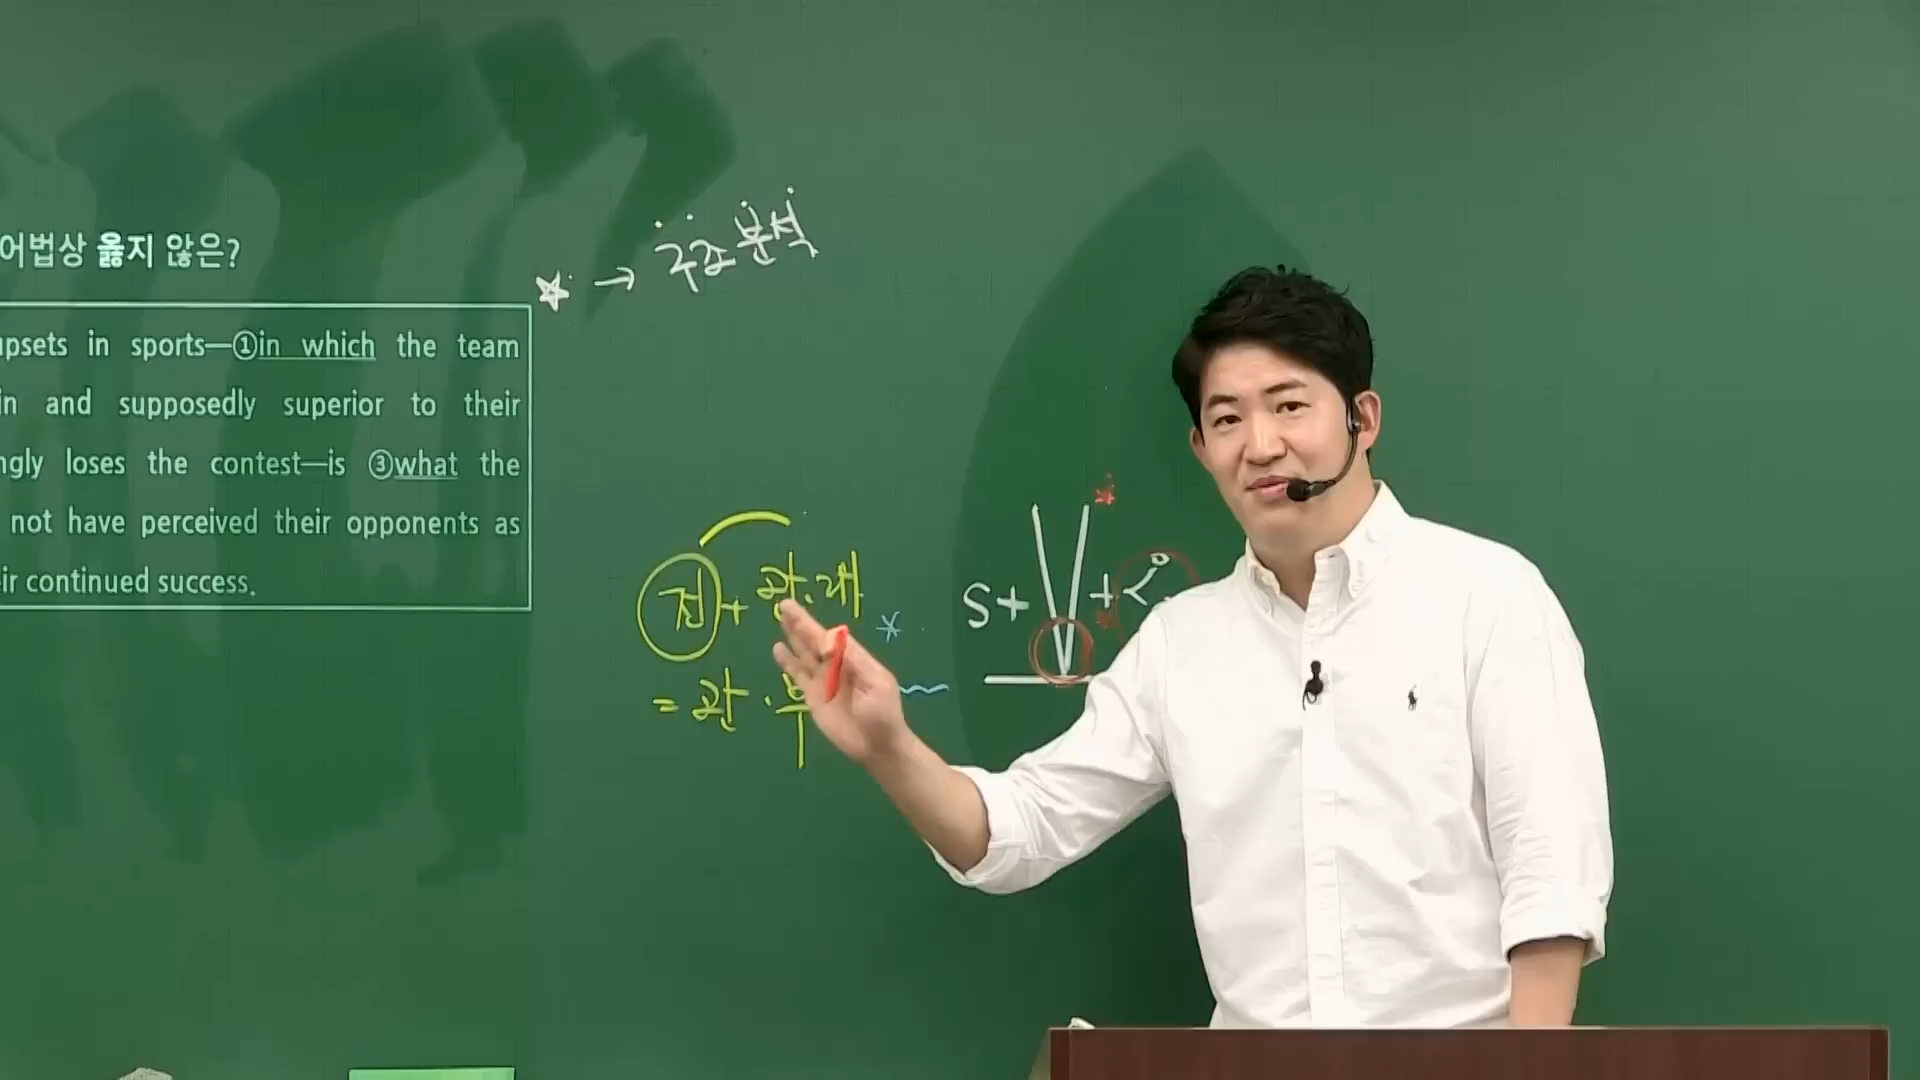 어법상 옳지 않은?
upsets in sports—①in which the team
in and supposedly superior to their
ngly loses the contest—is ③what the
not have perceived their opponents as
ir continued success.
☆ → 구조분석
전 + 관·대
= 관·부
S+V+